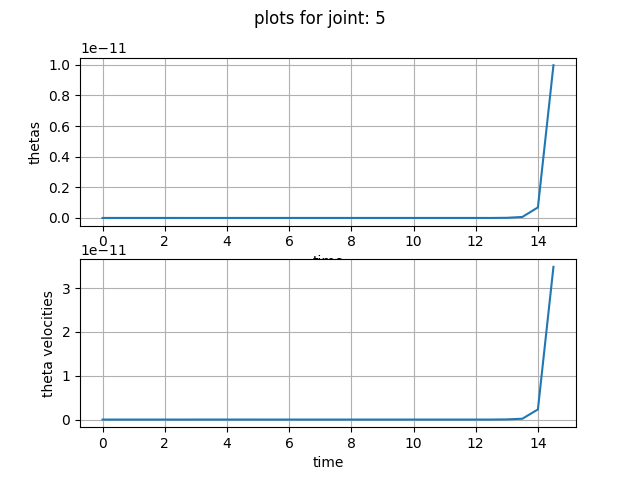 plots for joint: 5
1e−11
1.0
0.8
0.6
0.4
0.2
0.0
thetas
0 2 4 6 8 10 12 14
time
1e−11
3
2
1
0
theta velocities
0 2 4 6 8 10 12 14
time